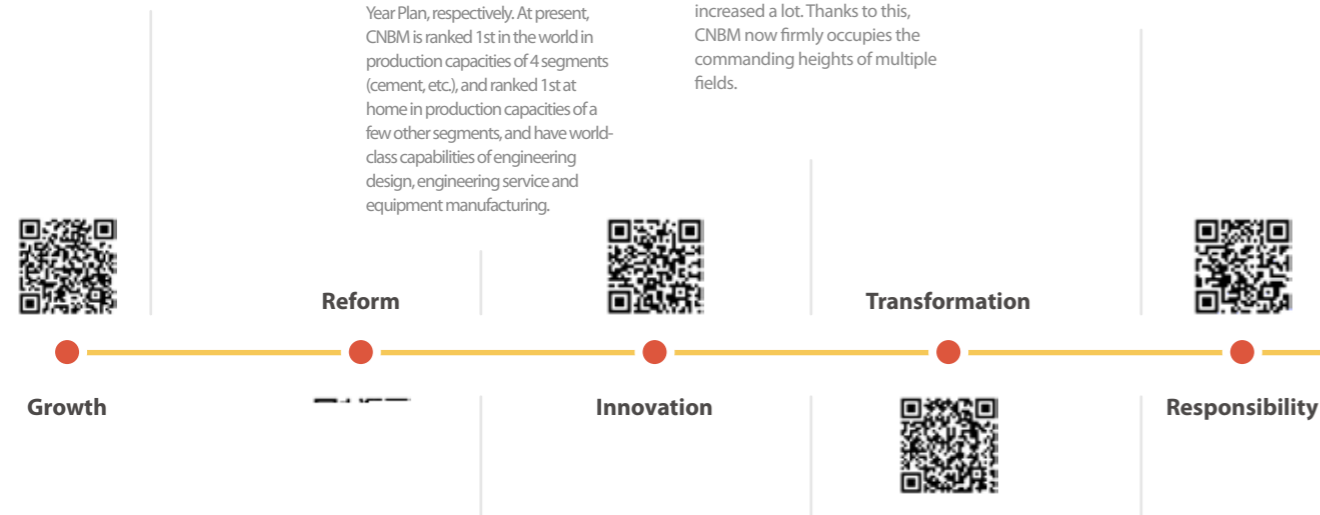 Year Plan, respectively. At present,
CNBM is ranked 1st in the world in
production capacities of 4 segments
(cement, etc.), and ranked 1st at
home in production capacities of a
few other segments, and have world-
class capabilities of engineering
design, engineering service and
equipment manufacturing.
increased a lot. Thanks to this,
CNBM now firmly occupies the
commanding heights of multiple
fields.
Growth
Reform
Innovation
Transformation
Responsibility